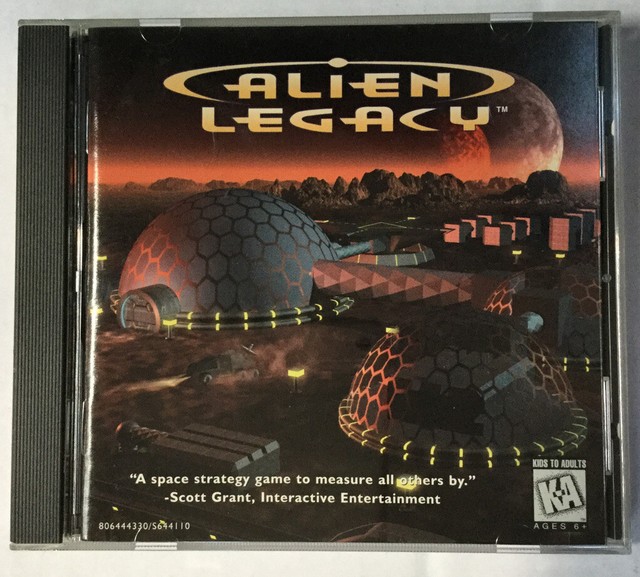 ALIEN
LEGACY™
"A space strategy game to measure all others by."
-Scott Grant, Interactive Entertainment
KIDS TO ADULTS
K-A
AGES 6+
806444330/S644110